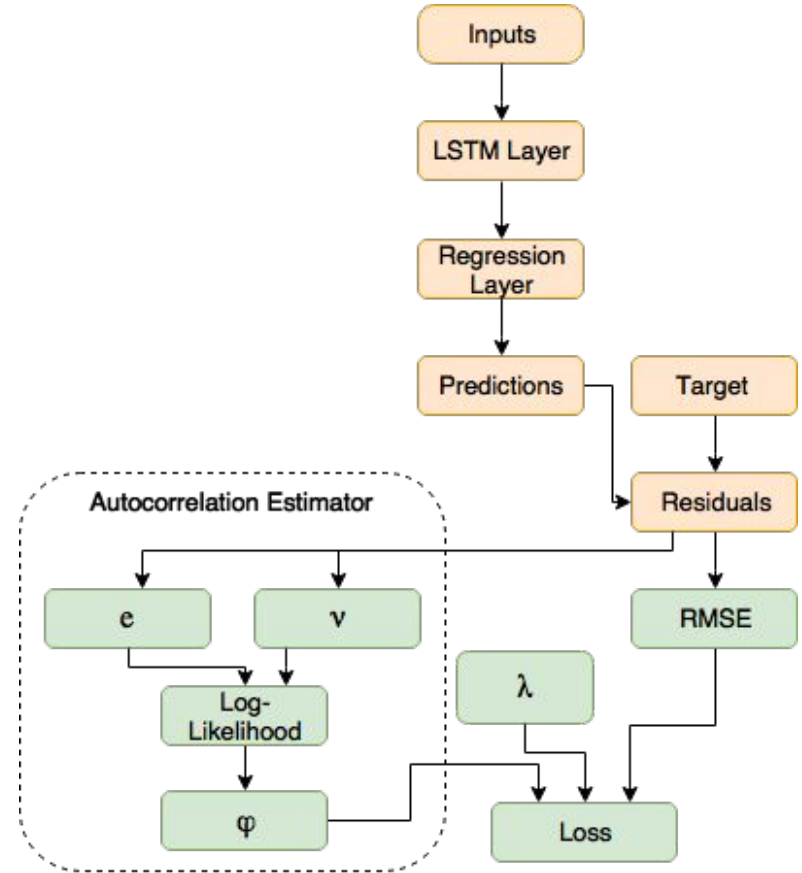 Inputs
LSTM Layer
Regression
Layer
Predictions
Target
Residuals
Autocorrelation Estimator
e
ν
RMSE
λ
Log-
Likelihood
φ
Loss